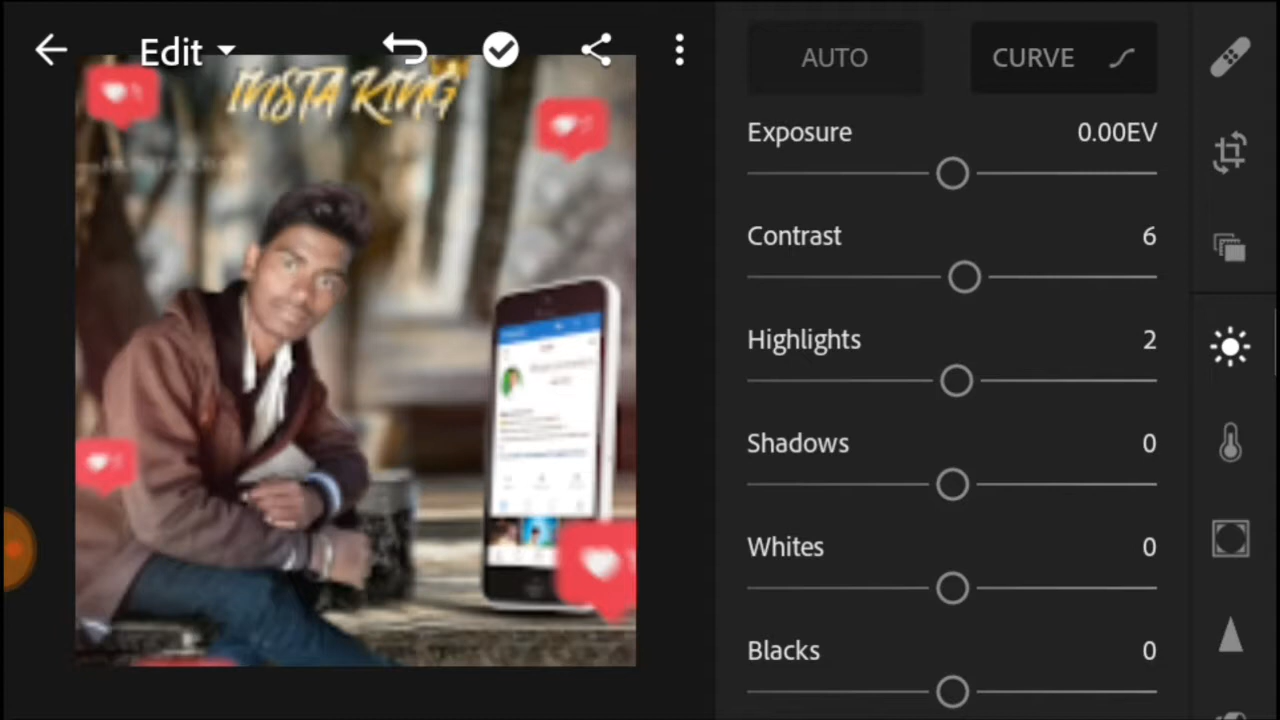 Edit
AUTO
CURVE
INSTA KING
Exposure 0.00EV
Contrast 6
Highlights 2
Shadows 0
Whites 0
Blacks 0